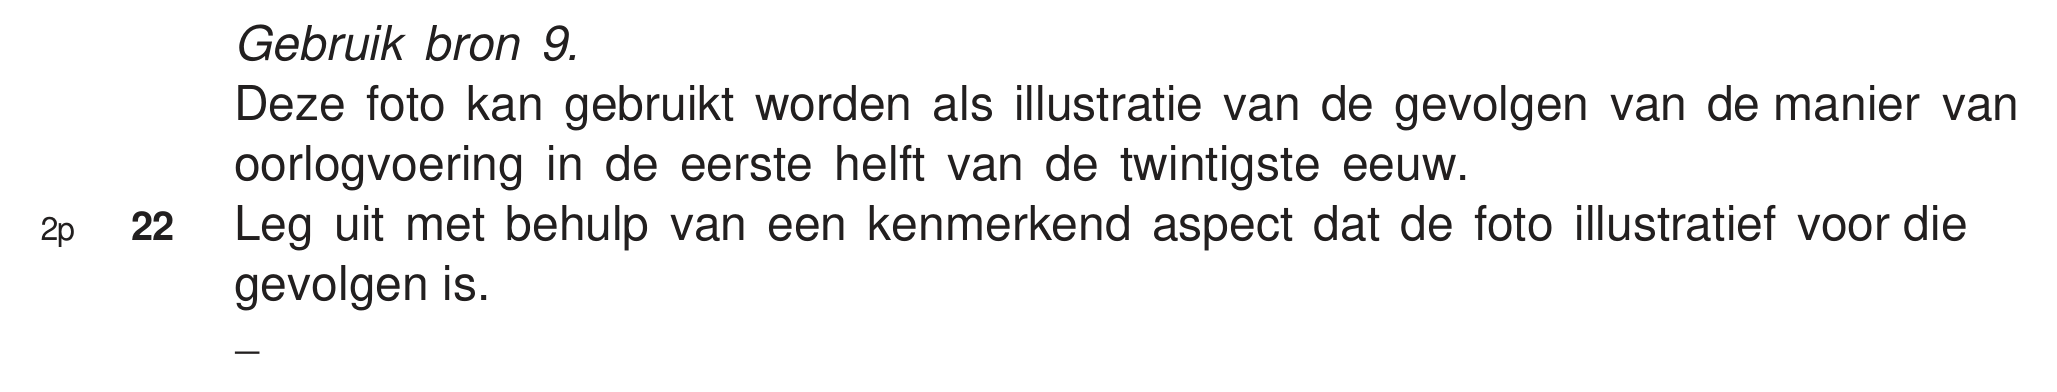 Gebruik bron 9.
Deze foto kan gebruikt worden als illustratie van de gevolgen van de manier van
oorlogvoering in de eerste helft van de twintigste eeuw.
2p 22 Leg uit met behulp van een kenmerkend aspect dat de foto illustratief voor die
gevolgen is.
_